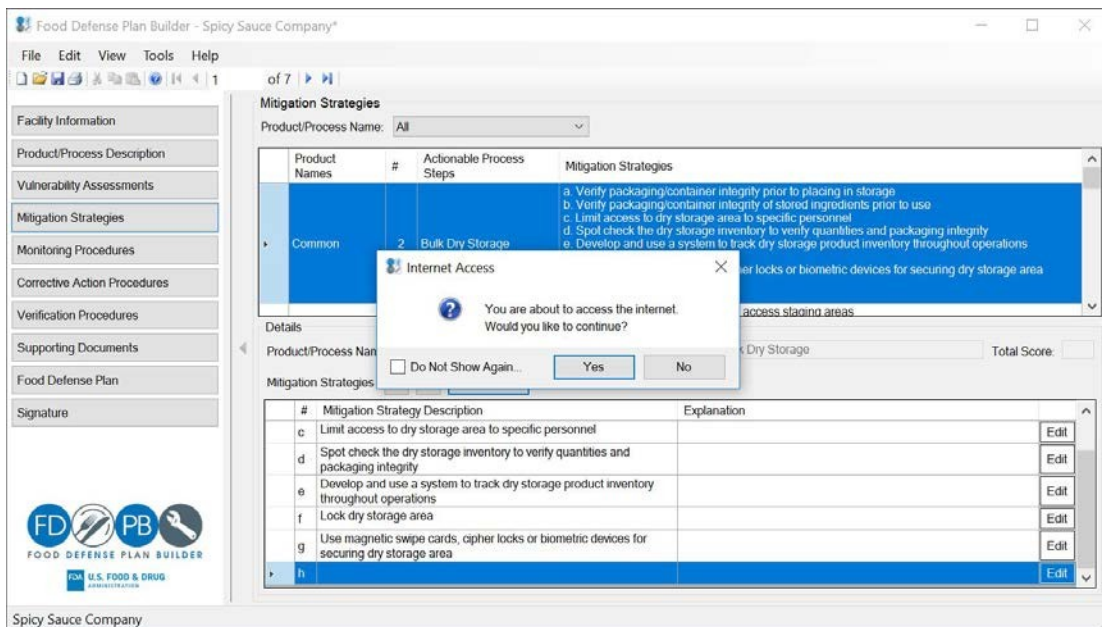 Food Defense Plan Builder - Spicy Sauce Company*
File Edit View Tools Help
1 of 7
Facility Information
Product/Process Description
Vulnerability Assessments
Mitigation Strategies
Monitoring Procedures
Corrective Action Procedures
Verification Procedures
Supporting Documents
Food Defense Plan
Signature
FD PB
FOOD DEFENSE PLAN BUILDER
FDA U.S. FOOD & DRUG
ADMINISTRATION
Mitigation Strategies
Product/Process Name: All
Product Names # Actionable Process Steps Mitigation Strategies
Common 2 Bulk Dry Storage
a. Verify packaging/container integrity prior to placing in storage
b. Verify packaging/container integrity of stored ingredients prior to use
c. Limit access to dry storage area to specific personnel
d. Spot check the dry storage inventory to verify quantities and packaging integrity
e. Develop and use a system to track dry storage product inventory throughout operations
locks or biometric devices for securing dry storage area
access staging areas
Internet Access
You are about to access the internet.
Would you like to continue?
Do Not Show Again...
Yes No
Details
Product/Process Dry Storage Total Score:
Mitigation Strategies
# Mitigation Strategy Description Explanation
c Limit access to dry storage area to specific personnel Edit
d Spot check the dry storage inventory to verify quantities and
packaging integrity Edit
e Develop and use a system to track dry storage product inventory
throughout operations Edit
f Lock dry storage area Edit
g Use magnetic swipe cards, cipher locks or biometric devices for
securing dry storage area Edit
h Edit
Spicy Sauce Company